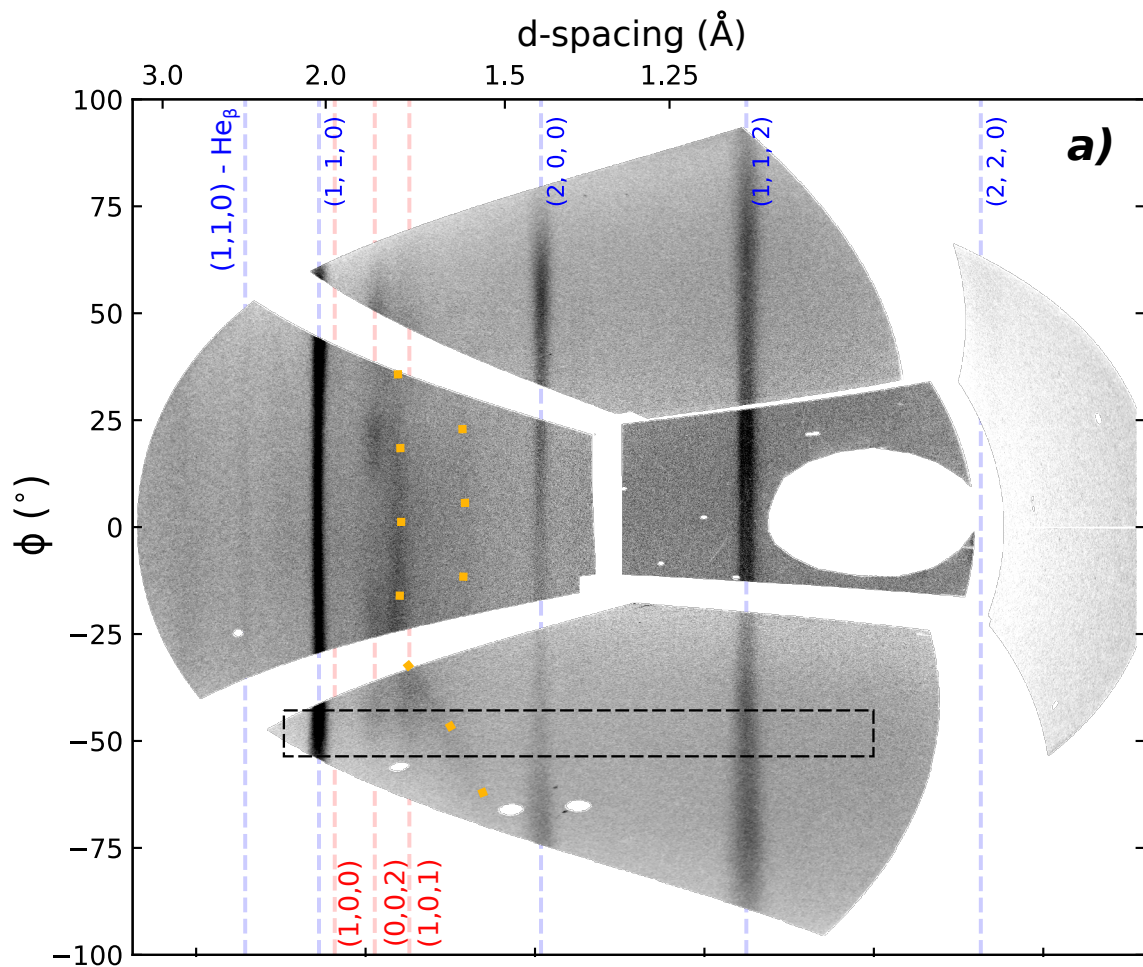 d-spacing (Å)
3.0 2.0 1.5 1.25
100
75
50
25
0
−25
−50
−75
−100
ϕ (°)
a)
(1,1,0) - Heβ
(1, 1, 0)
(2, 0, 0)
(1, 1, 2)
(2, 2, 0)
(1,0,0)
(0,0,2)
(1,0,1)